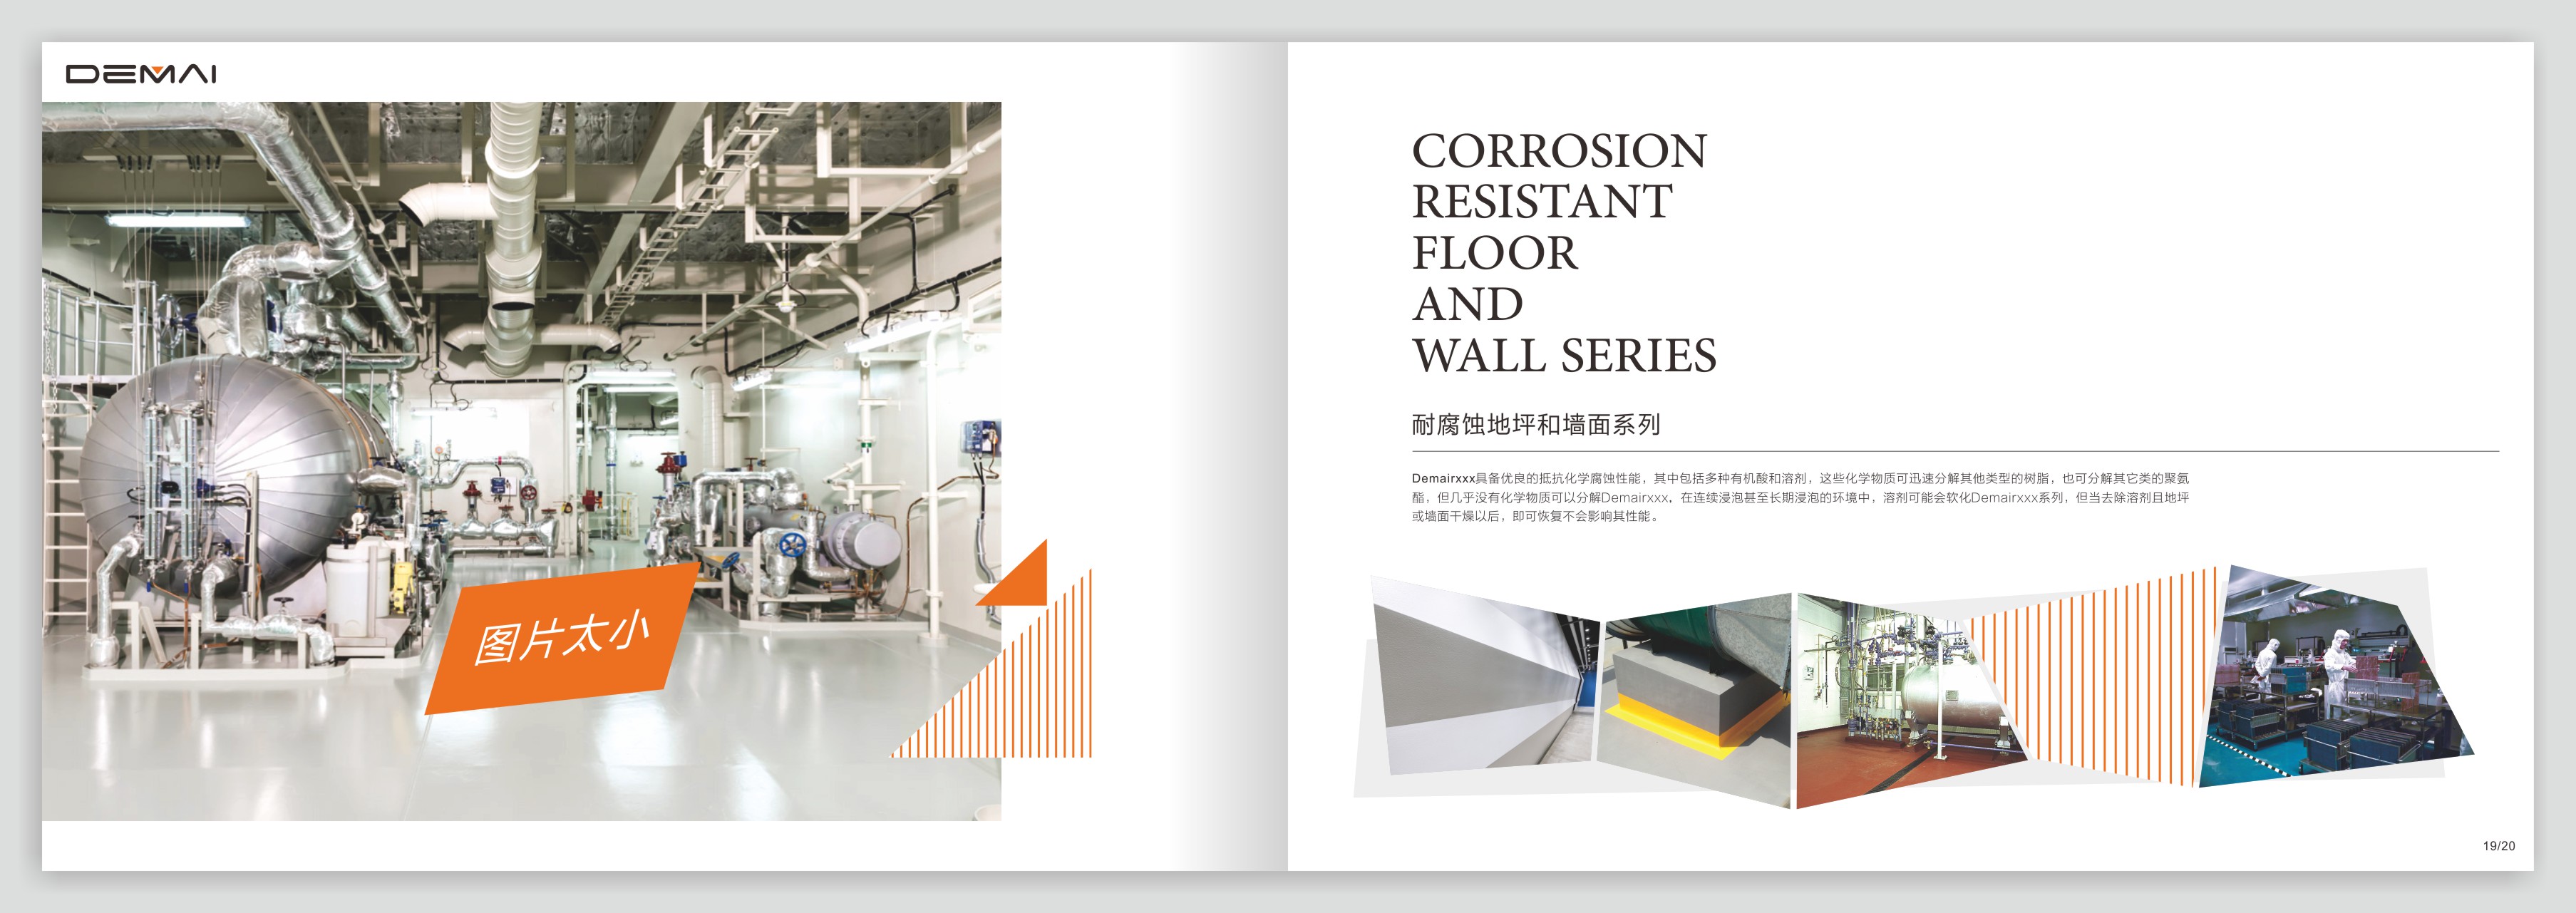 DEMAI
图片太小
CORROSION
RESISTANT
FLOOR
AND
WALL SERIES
耐腐蚀地坪和墙面系列
Demairxxx具备优良的抵抗化学腐蚀性能，其中包括多种有机酸和溶剂，这些化学物质可迅速分解其他类型的树脂，也可分解其它类的聚氨
酯，但几乎没有化学物质可以分解Demairxxx，在连续浸泡甚至长期浸泡的环境中，溶剂可能会软化Demairxxx系列，但当去除溶剂且地坪
或墙面干燥以后，即可恢复不会影响其性能。
19/20